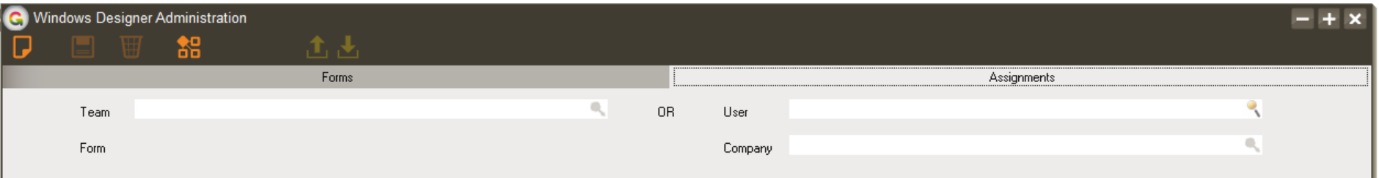 Windows Designer Administration
Forms Assignments
Team OR User
Form Company